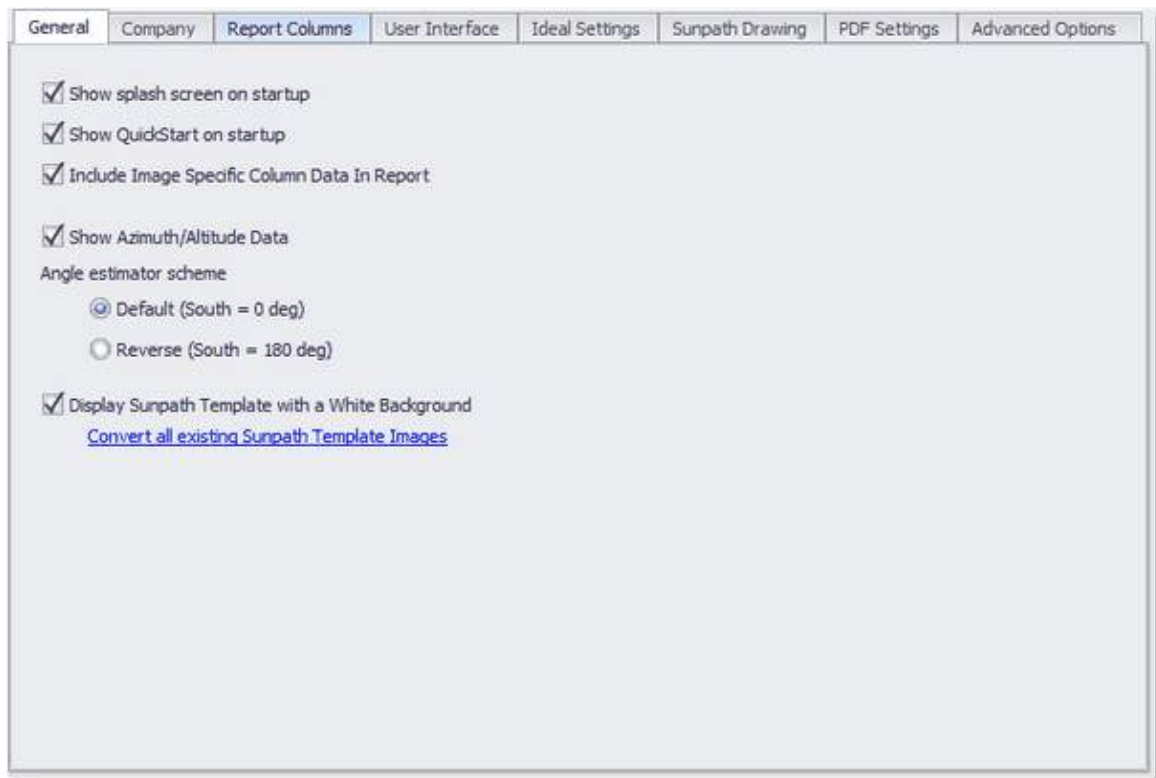 General Company Report Columns User Interface Ideal Settings Sunpath Drawing PDF Settings Advanced Options
Show splash screen on startup
Show QuickStart on startup
Include Image Specific Column Data In Report
Show Azimuth/Altitude Data
Angle estimator scheme
Default (South = 0 deg)
Reverse (South = 180 deg)
Display Sunpath Template with a White Background
Convert all existing Sunpath Template Images